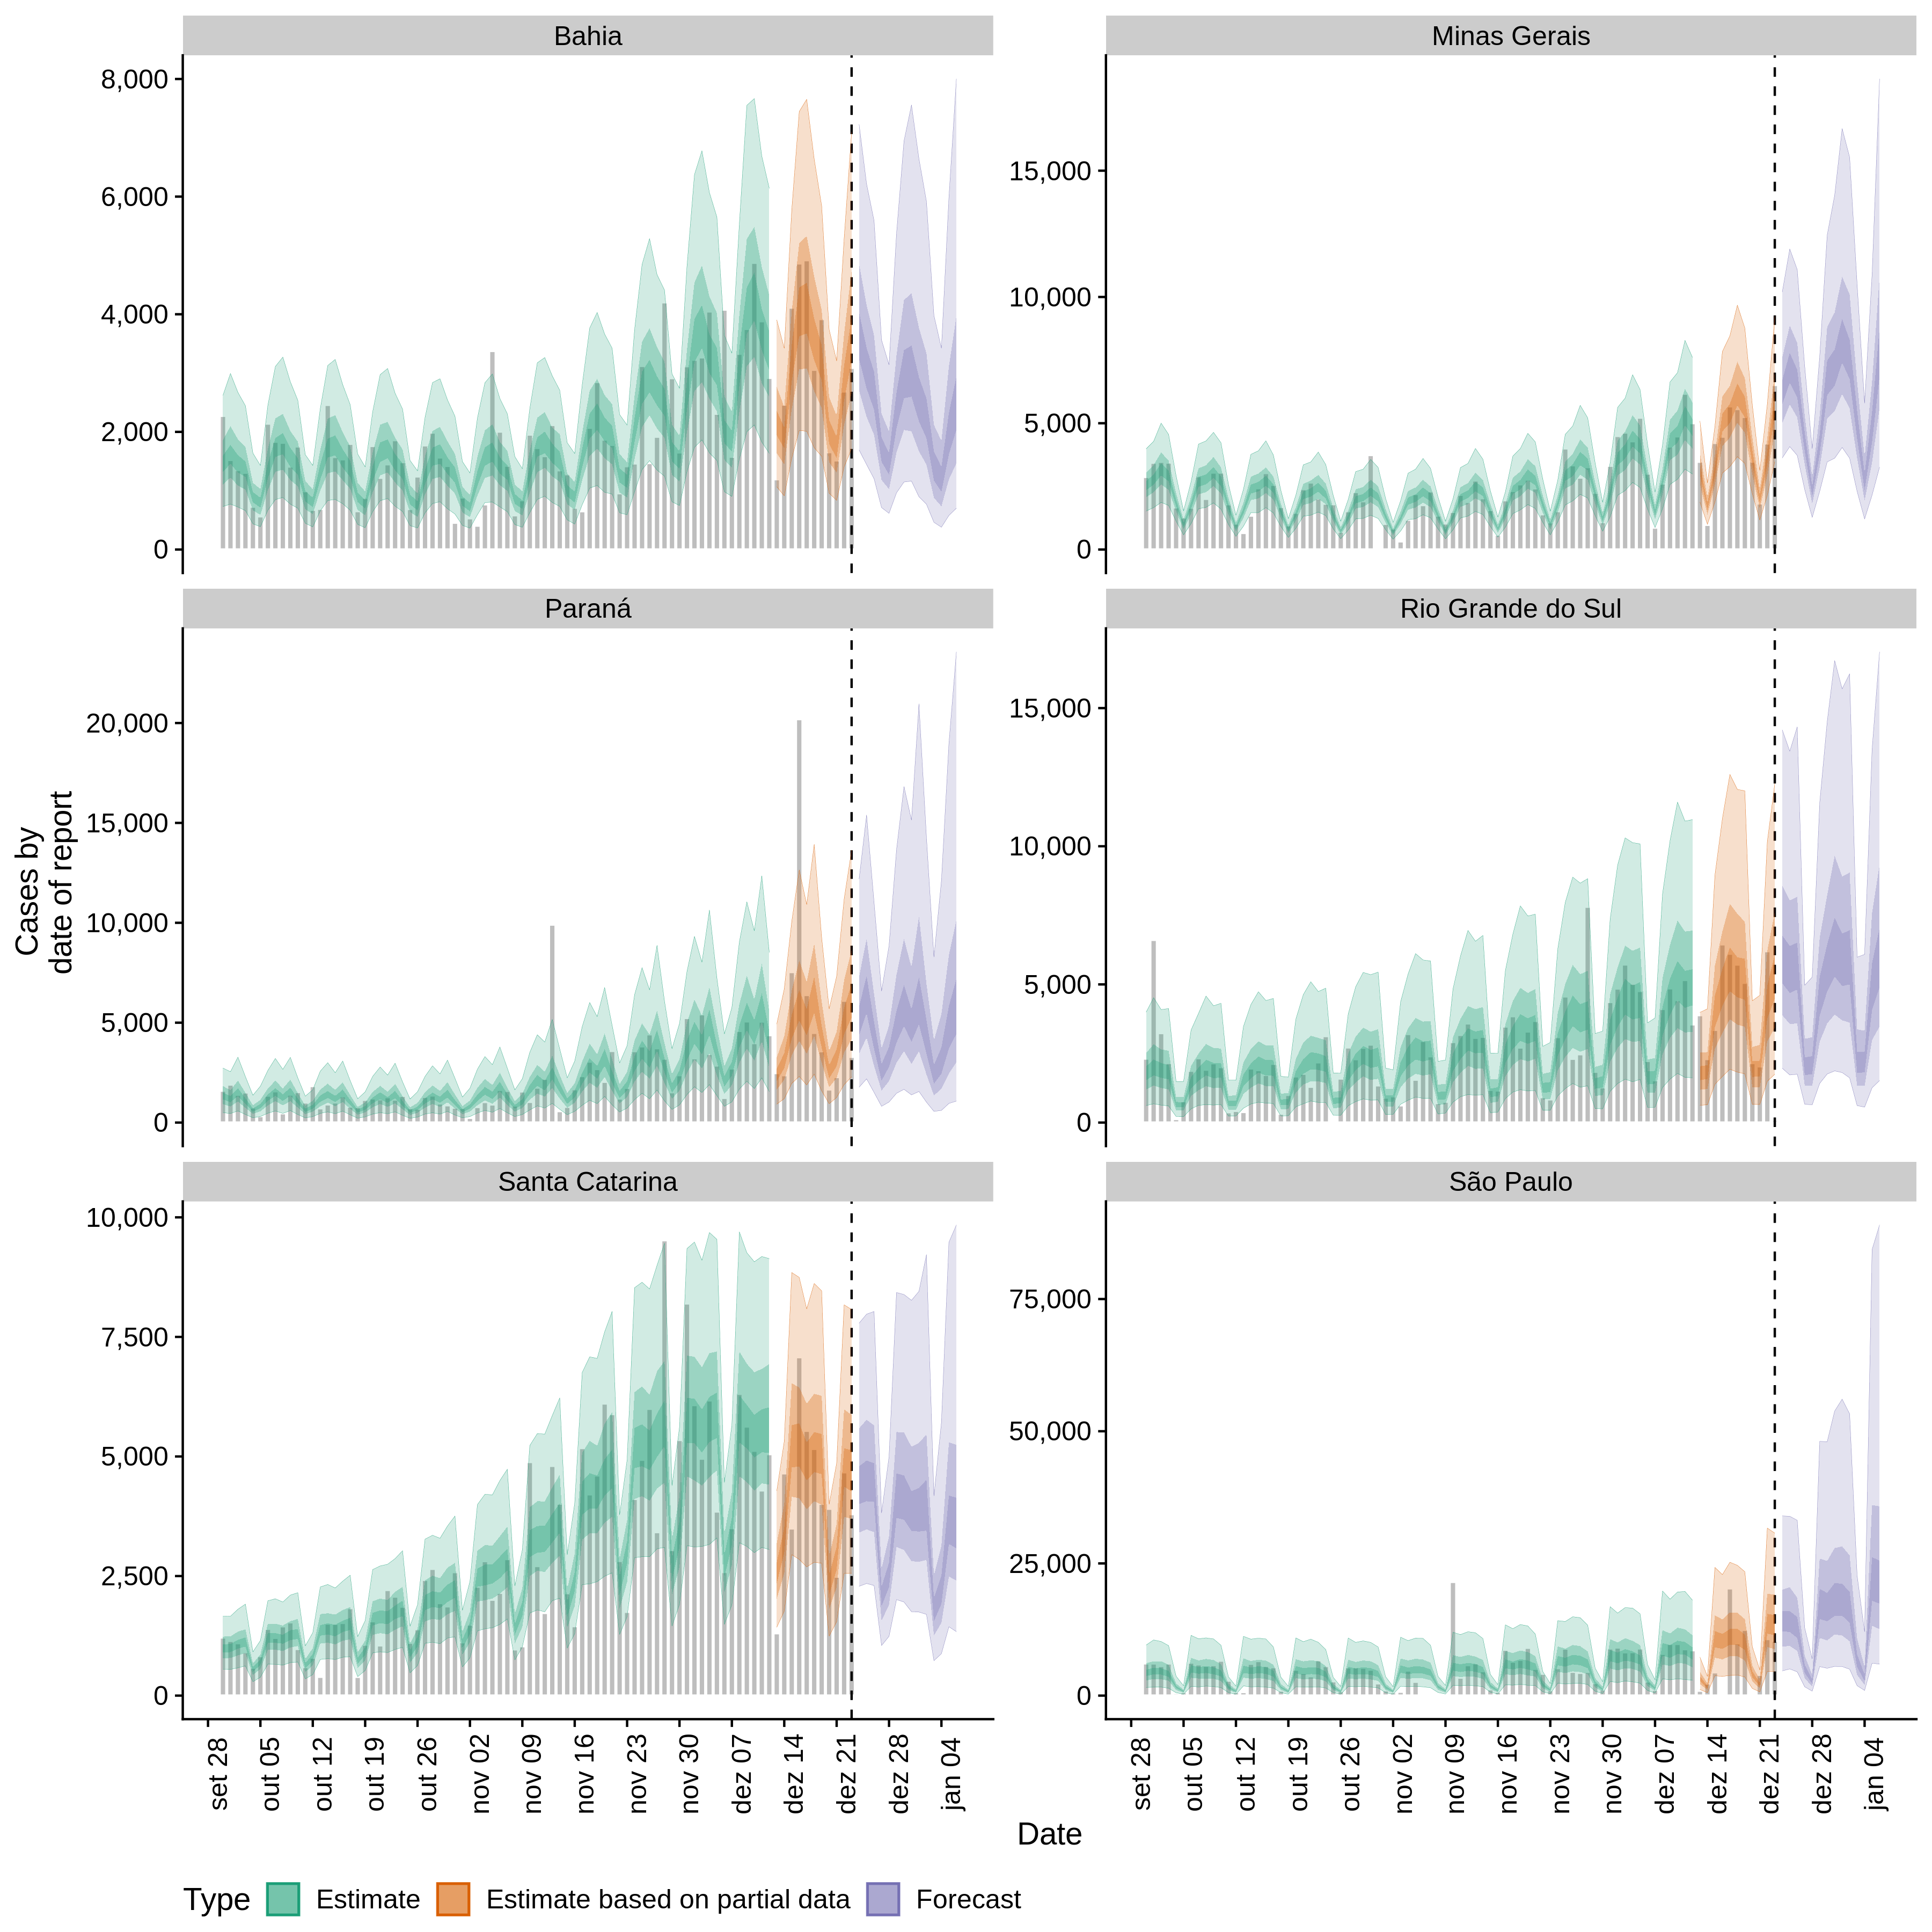 Bahia
Minas Gerais
8,000
6,000
4,000
2,000
0
15,000
10,000
5,000
0
Paraná
Rio Grande do Sul
20,000
15,000
10,000
5,000
0
15,000
10,000
5,000
0
Cases by
date of report
Santa Catarina
São Paulo
10,000
7,500
5,000
2,500
0
75,000
50,000
25,000
0
set 28
out 05
out 12
out 19
out 26
nov 02
nov 09
nov 16
nov 23
nov 30
dez 07
dez 14
dez 21
dez 28
jan 04
set 28
out 05
out 12
out 19
out 26
nov 02
nov 09
nov 16
nov 23
nov 30
dez 07
dez 14
dez 21
dez 28
jan 04
Date
Type Estimate Estimate based on partial data Forecast